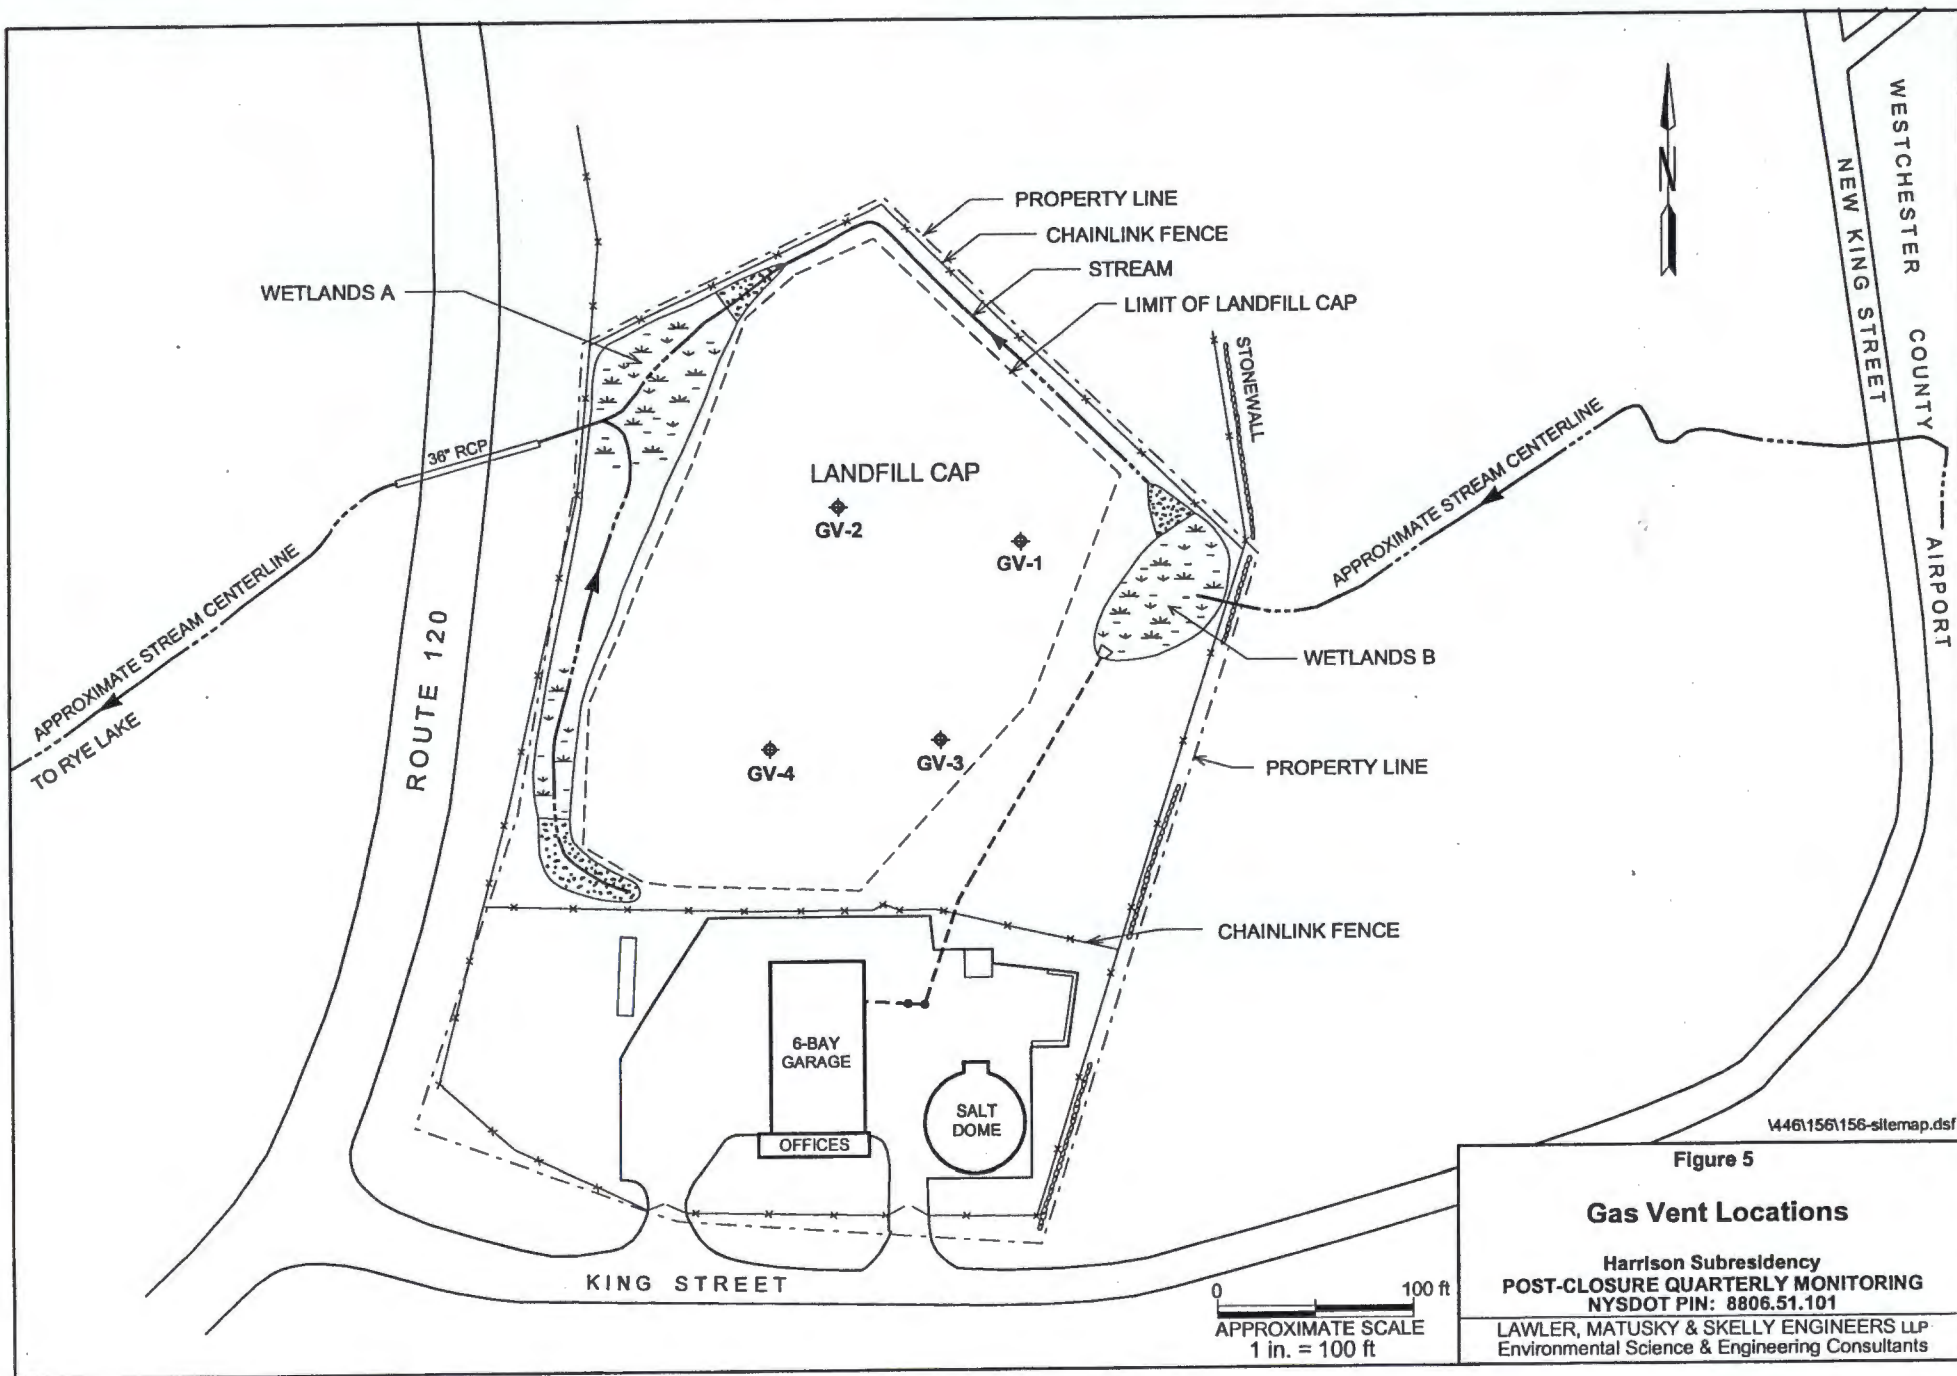 WESTCHESTER COUNTY AIRPORT
NEW KING STREET
N
PROPERTY LINE
CHAINLINK FENCE
STREAM
LIMIT OF LANDFILL CAP
WETLANDS A
STONEWALL
36" RCP
LANDFILL CAP
GV-2
GV-1
APPROXIMATE STREAM CENTERLINE
APPROXIMATE STREAM CENTERLINE
TO RYE LAKE
ROUTE 120
WETLANDS B
GV-4
GV-3
PROPERTY LINE
CHAINLINK FENCE
6-BAY
GARAGE
OFFICES
SALT
DOME
KING STREET
0 100 ft
APPROXIMATE SCALE
1 in. = 100 ft
\446\156\156-sitemap.dsf
Figure 5
Gas Vent Locations
Harrison Subresidency
POST-CLOSURE QUARTERLY MONITORING
NYSDOT PIN: 8806.51.101
LAWLER, MATUSKY & SKELLY ENGINEERS LLP
Environmental Science & Engineering Consultants